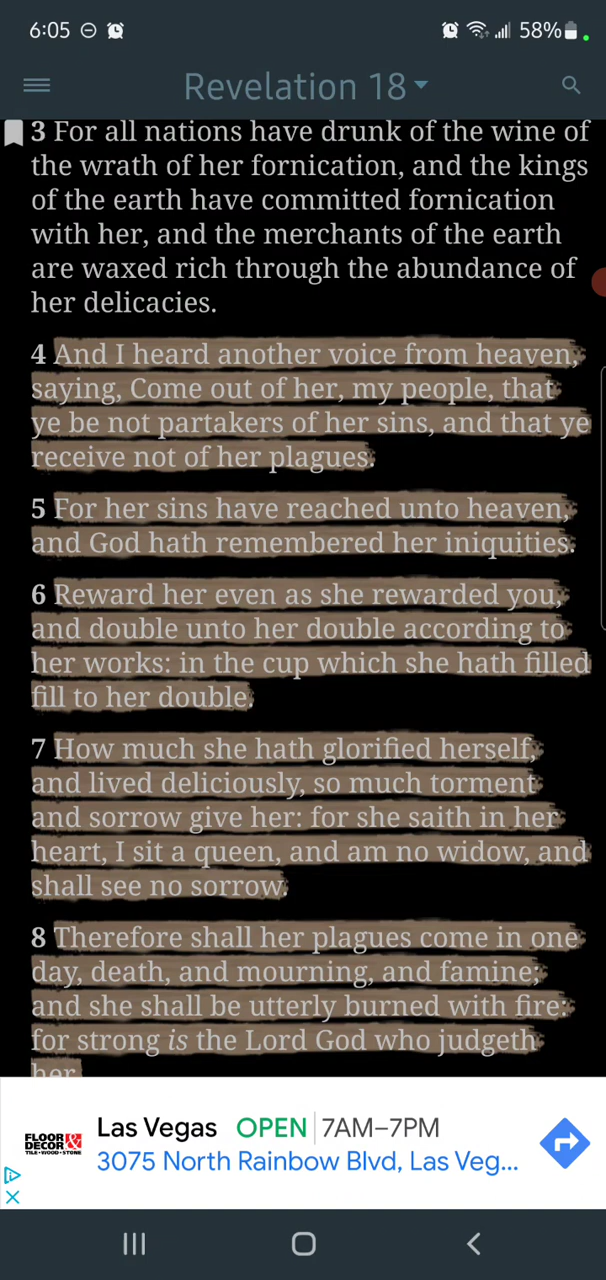 6:05
58%
Revelation 18
3 For all nations have drunk of the wine of
the wrath of her fornication, and the kings
of the earth have committed fornication
with her, and the merchants of the earth
are waxed rich through the abundance of
her delicacies.
4 And I heard another voice from heaven,
saying, Come out of her, my people, that
ye be not partakers of her sins, and that ye
receive not of her plagues.
5 For her sins have reached unto heaven,
and God hath remembered her iniquities.
6 Reward her even as she rewarded you,
and double unto her double according to
her works: in the cup which she hath filled
fill to her double.
7 How much she hath glorified herself,
and lived deliciously, so much torment
and sorrow give her: for she saith in her
heart, I sit a queen, and am no widow, and
shall see no sorrow.
8 Therefore shall her plagues come in one
day, death, and mourning, and famine;
and she shall be utterly burned with fire:
for strong is the Lord God who judgeth
her.
FLOOR & DECOR
TILE•WOOD•STONE
Las Vegas OPEN 7AM–7PM
3075 North Rainbow Blvd, Las Veg...